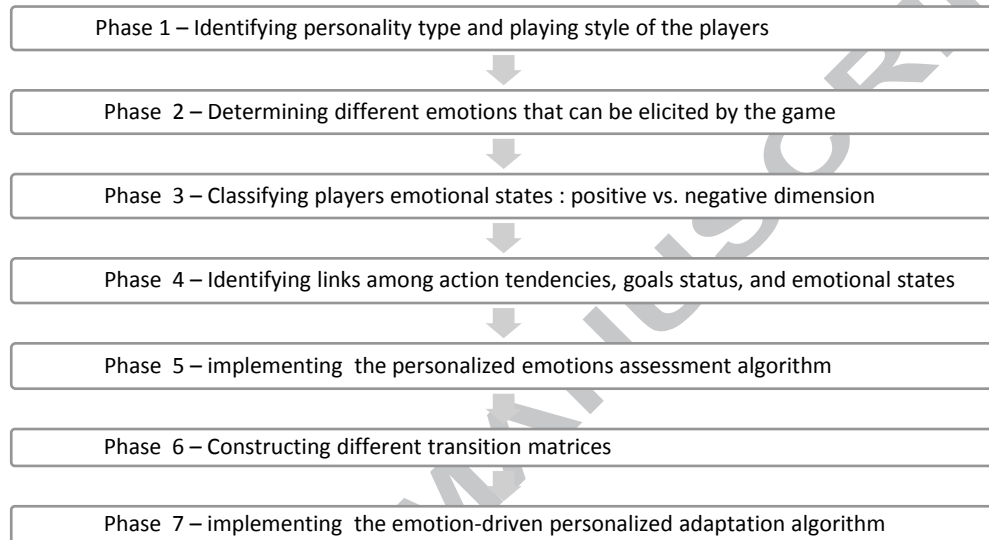 Phase 1 – Identifying personality type and playing style of the players
Phase 2 – Determining different emotions that can be elicited by the game
Phase 3 – Classifying players emotional states : positive vs. negative dimension
Phase 4 – Identifying links among action tendencies, goals status, and emotional states
Phase 5 – implementing the personalized emotions assessment algorithm
Phase 6 – Constructing different transition matrices
Phase 7 – implementing the emotion-driven personalized adaptation algorithm